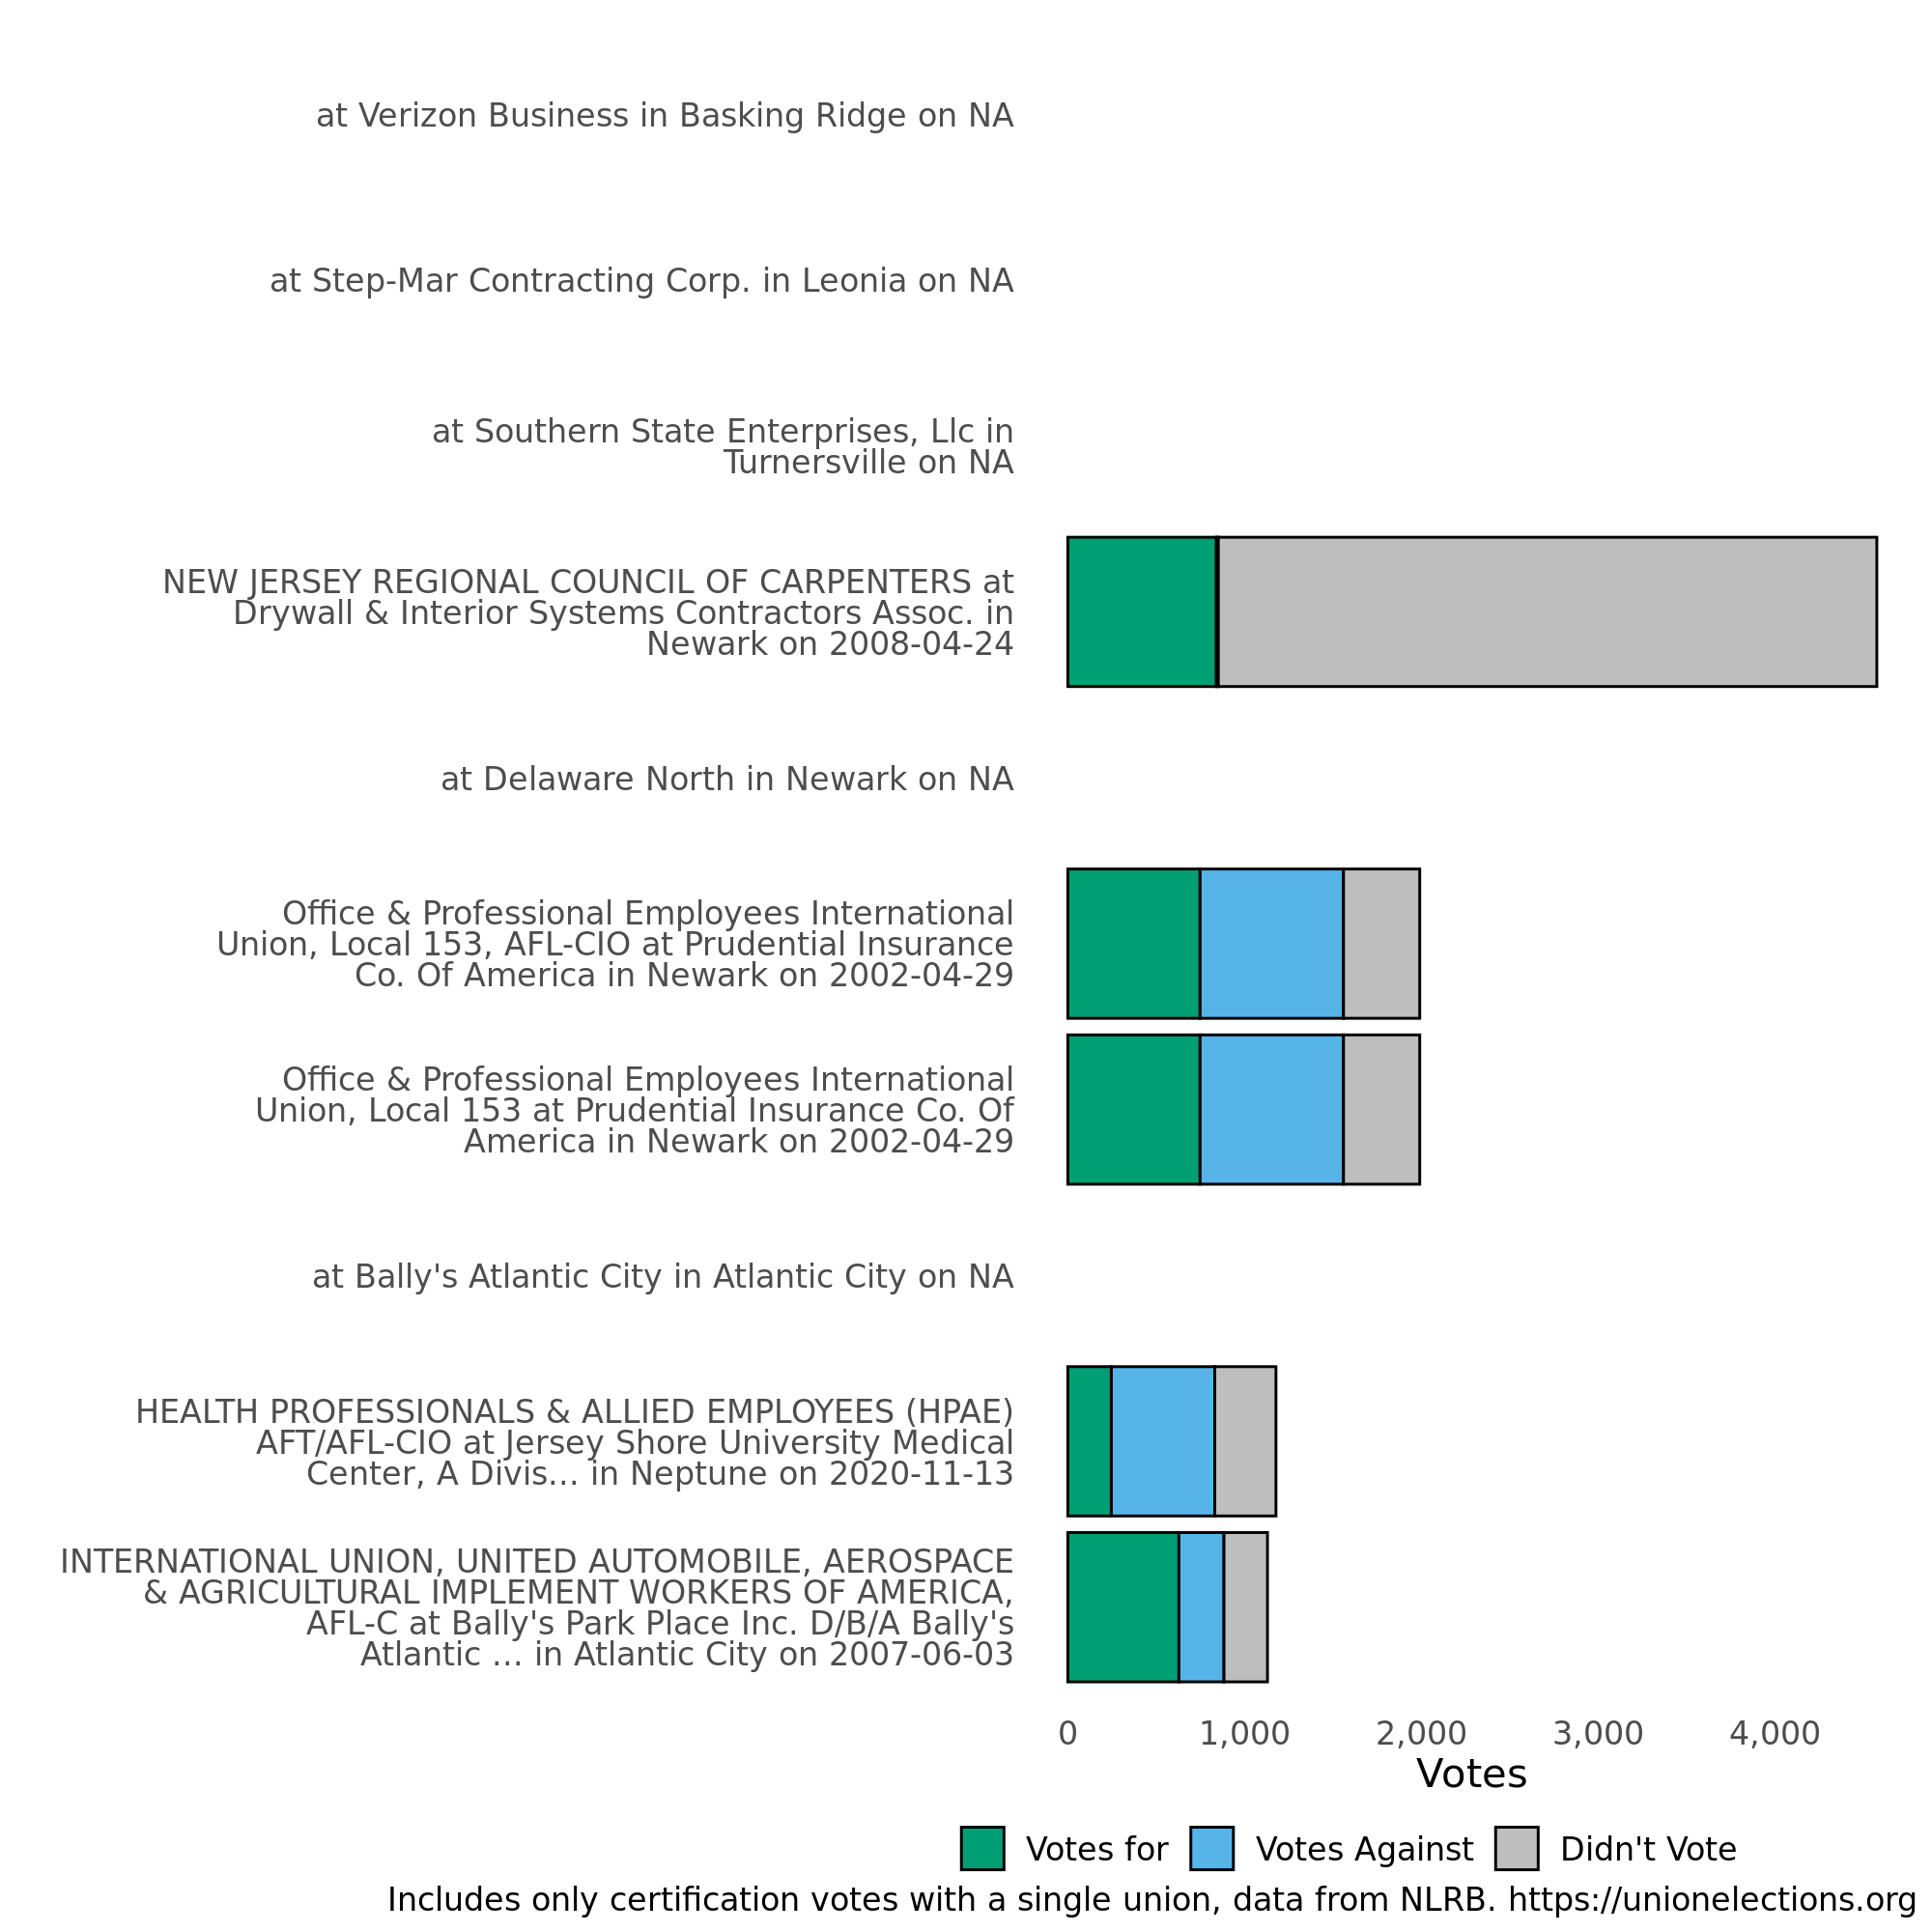 at Verizon Business in Basking Ridge on NA
at Step-Mar Contracting Corp. in Leonia on NA
at Southern State Enterprises, Llc in
Turnersville on NA
NEW JERSEY REGIONAL COUNCIL OF CARPENTERS at
Drywall & Interior Systems Contractors Assoc. in
Newark on 2008-04-24
at Delaware North in Newark on NA
Office & Professional Employees International
Union, Local 153, AFL-CIO at Prudential Insurance
Co. Of America in Newark on 2002-04-29
Office & Professional Employees International
Union, Local 153 at Prudential Insurance Co. Of
America in Newark on 2002-04-29
at Bally's Atlantic City in Atlantic City on NA
HEALTH PROFESSIONALS & ALLIED EMPLOYEES (HPAE)
AFT/AFL-CIO at Jersey Shore University Medical
Center, A Divis... in Neptune on 2020-11-13
INTERNATIONAL UNION, UNITED AUTOMOBILE, AEROSPACE
& AGRICULTURAL IMPLEMENT WORKERS OF AMERICA,
AFL-C at Bally's Park Place Inc. D/B/A Bally's
Atlantic ... in Atlantic City on 2007-06-03
0 1,000 2,000 3,000 4,000
Votes
Votes for Votes Against Didn't Vote
Includes only certification votes with a single union, data from NLRB. https://unionelections.org